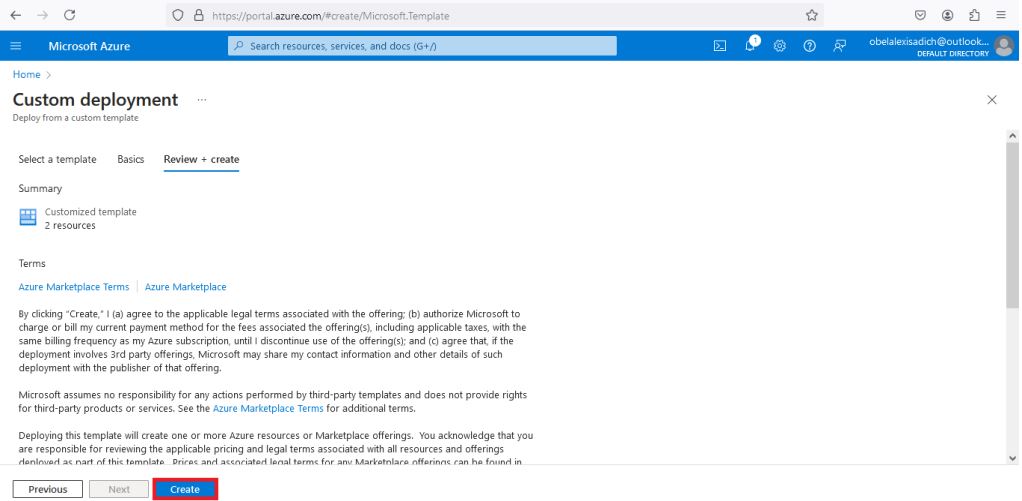 https://portal.azure.com/#create/Microsoft.Template
Microsoft Azure
Search resources, services, and docs (G+/)
1
obelalexisadich@outlook...
DEFAULT DIRECTORY
Home >
Custom deployment ...
Deploy from a custom template
Select a template Basics Review + create
Summary
Customized template
2 resources
Terms
Azure Marketplace Terms | Azure Marketplace
By clicking "Create," I (a) agree to the applicable legal terms associated with the offering; (b) authorize Microsoft to
charge or bill my current payment method for the fees associated the offering(s), including applicable taxes, with the
same billing frequency as my Azure subscription, until I discontinue use of the offering(s); and (c) agree that, if the
deployment involves 3rd party offerings, Microsoft may share my contact information and other details of such
deployment with the publisher of that offering.
Microsoft assumes no responsibility for any actions performed by third-party templates and does not provide rights
for third-party products or services. See the Azure Marketplace Terms for additional terms.
Deploying this template will create one or more Azure resources or Marketplace offerings. You acknowledge that you
are responsible for reviewing the applicable pricing and legal terms associated with all resources and offerings
deployed as part of this template. Prices and associated legal terms for any Marketplace offerings can be found in
Previous Next Create